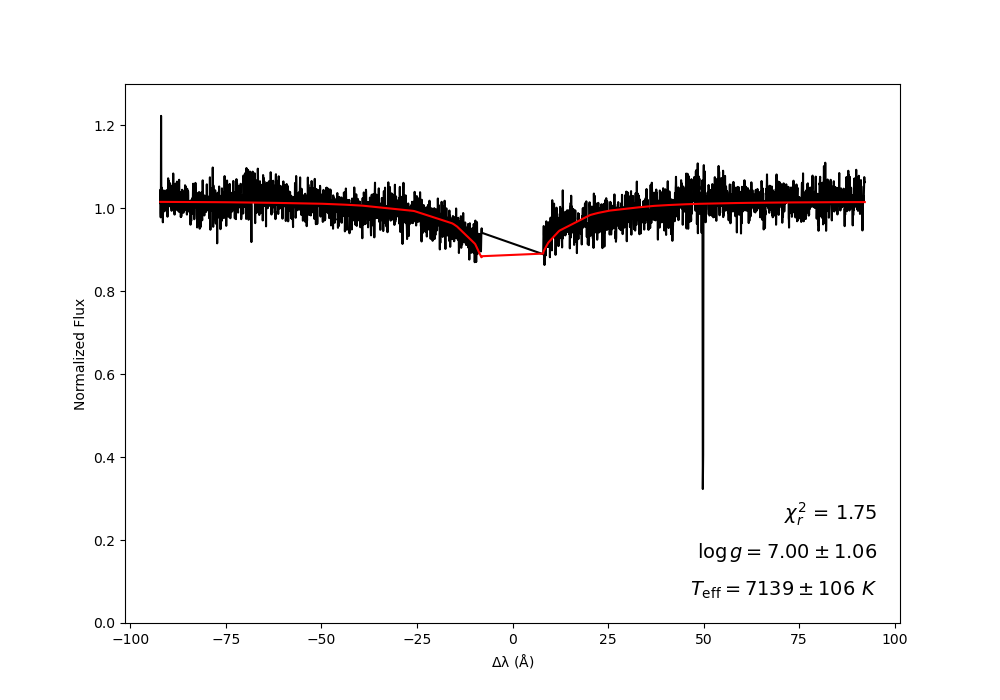 1.2
1.0
0.8
0.6
0.4
0.2
0.0
Normalized Flux
χ²ᵣ = 1.75
log g = 7.00 ± 1.06
T_eff = 7139 ± 106 K
−100 −75 −50 −25 0 25 50 75 100
Δλ (Å)